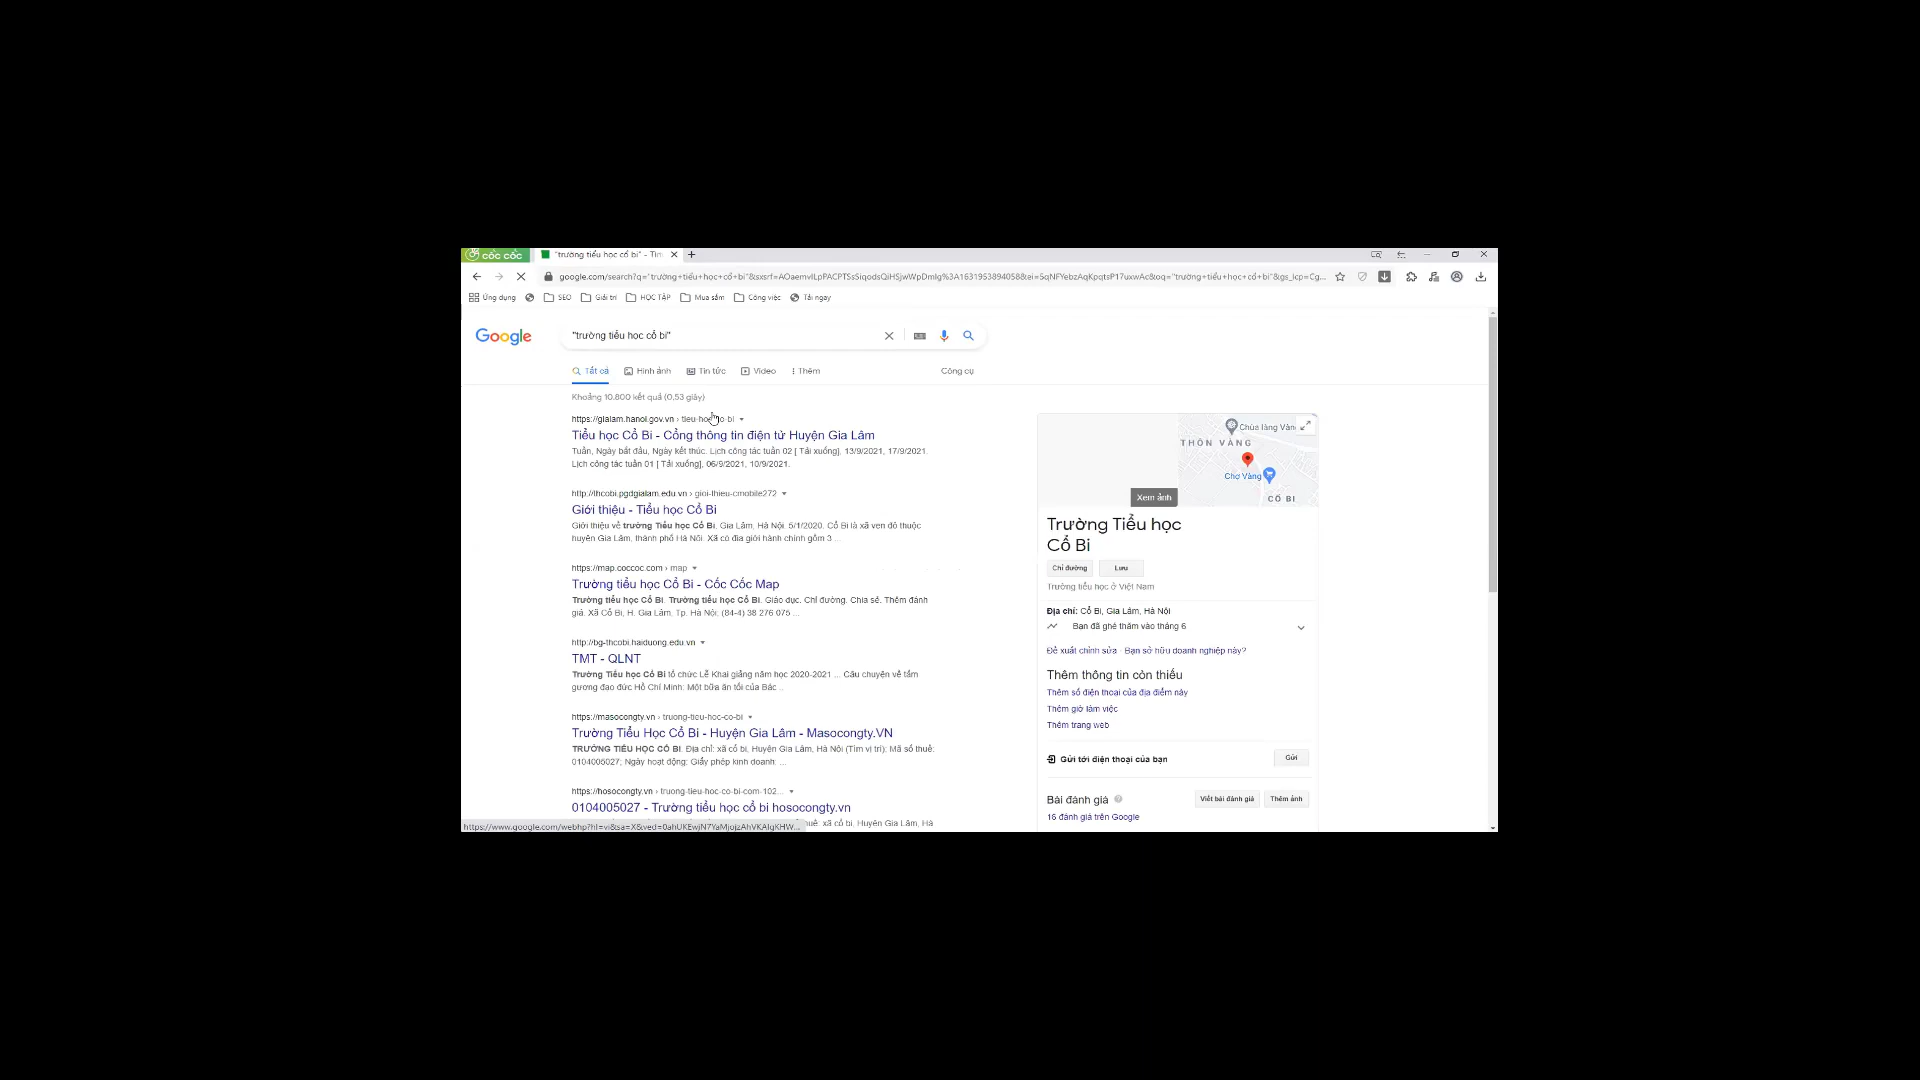 cốc cốc
"trường tiểu học cổ bi" - Tìm
google.com/search?q="trường+tiểu+học+cổ+bi"
Ứng dụng
SEO
Giải trí
HỌC TẬP
Mua sắm
Công việc
Tải ngay
Google
"trường tiểu học cổ bi"
Tất cả
Hình ảnh
Tin tức
Video
Thêm
Công cụ
Khoảng 10.800 kết quả (0,53 giây)
https://gialam.hanoi.gov.vn
Tiểu học Cổ Bi - Cổng thông tin điện tử Huyện Gia Lâm
Tuần, Ngày bắt đầu, Ngày kết thúc. Lịch công tác tuần 02 [ Tải xuống], 13/9/2021, 17/9/2021.
Lịch công tác tuần 01 [ Tải xuống], 06/9/2021, 10/9/2021.
http://thcobi.pgdgialam.edu.vn › gioi-thieu-cmobile272
Giới thiệu - Tiểu học Cổ Bi
Giới thiệu về trường Tiểu học Cổ Bi, Gia Lâm, Hà Nội. 5/1/2020. Cổ Bi là xã ven đô thuộc
huyện Gia Lâm, thành phố Hà Nội. Xã có địa giới hành chính gồm 3 ...
https://map.coccoc.com › map
Trường tiểu học Cổ Bi - Cốc Cốc Map
Trường tiểu học Cổ Bi. Trường tiểu học Cổ Bi. Giáo dục. Chỉ đường. Chia sẻ. Thêm đánh
giá. Xã Cổ Bi, H. Gia Lâm, Tp. Hà Nội; (84-4) 38 276 075 ...
http://bg-thcobi.haiduong.edu.vn
TMT - QLNT
Trường Tiểu học Cổ Bì tổ chức Lễ Khai giảng năm học 2020-2021 ... Câu chuyện về tấm
gương đạo đức Hồ Chí Minh: Một bữa ăn tối của Bác ..
https://masocongty.vn › truong-tieu-hoc-co-bi
Trường Tiểu Học Cổ Bi - Huyện Gia Lâm - Masocongty.VN
TRƯỜNG TIỂU HỌC CỔ BI. Địa chỉ: xã cổ bi, Huyện Gia Lâm, Hà Nội (Tìm vị trí); Mã số thuế:
0104005027; Ngày hoạt động: Giấy phép kinh doanh: ...
https://hosocongty.vn › truong-tieu-hoc-co-bi-com-102...
0104005027 - Trường tiểu học cổ bi hosocongty.vn
xã cổ bi, Huyện Gia Lâm, Hà
Chùa làng Vàng
THÔN VÀNG
Chợ Vàng
CỔ BI
Xem ảnh
Trường Tiểu học
Cổ Bi
Chỉ đường
Lưu
Trường tiểu học ở Việt Nam
Địa chỉ: Cổ Bi, Gia Lâm, Hà Nội
Bạn đã ghé thăm vào tháng 6
Đề xuất chỉnh sửa · Bạn sở hữu doanh nghiệp này?
Thêm thông tin còn thiếu
Thêm số điện thoại của địa điểm này
Thêm giờ làm việc
Thêm trang web
Gửi tới điện thoại của bạn
Gửi
Bài đánh giá
Viết bài đánh giá
Thêm ảnh
16 đánh giá trên Google